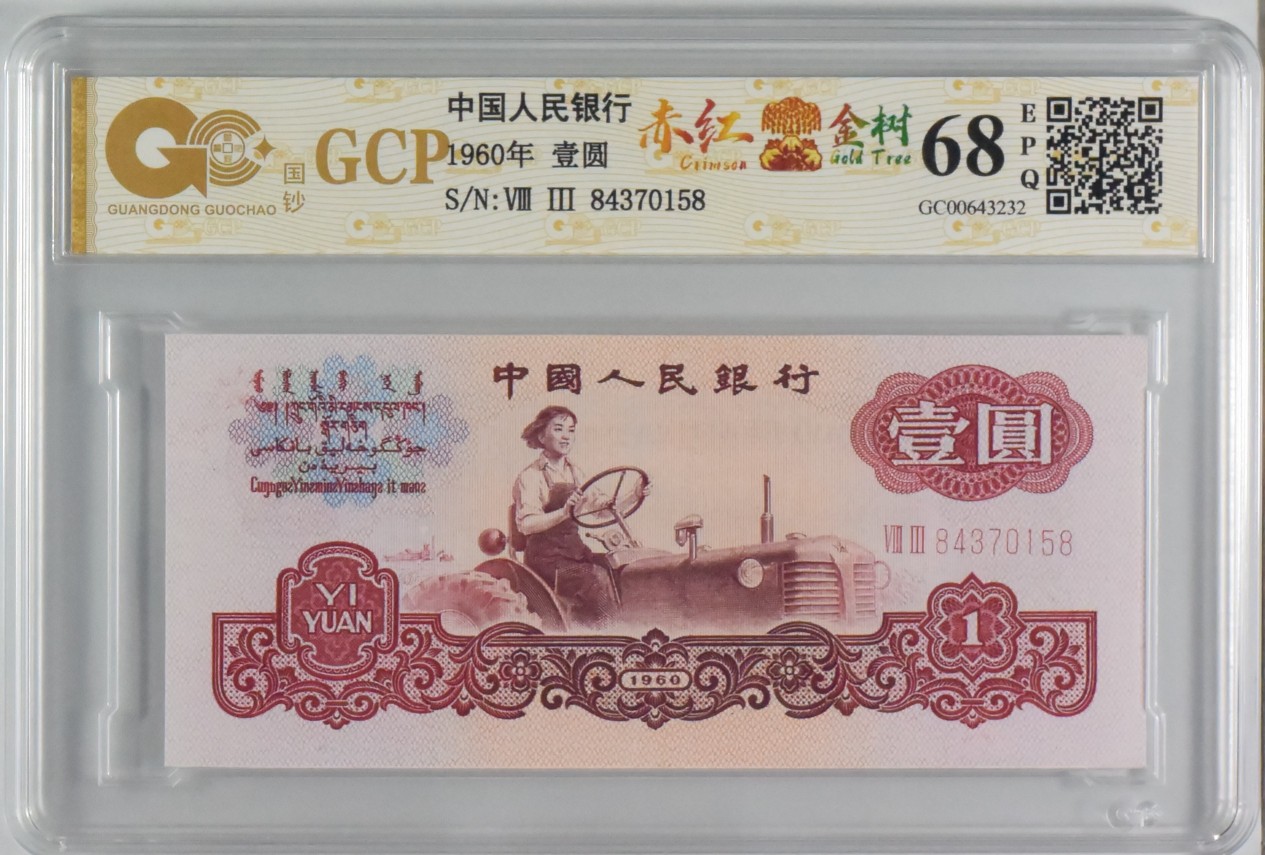 GUANGDONG GUOCHAO
国钞
GCP
中国人民银行
1960年 壹圆
S/N: Ⅷ III 84370158
赤红
Crimson
金树
Gold Tree
68
EPQ
GC00643232
中國人民銀行
壹圓
Ⅷ Ⅲ 84370158
YI
YUAN
1960
1